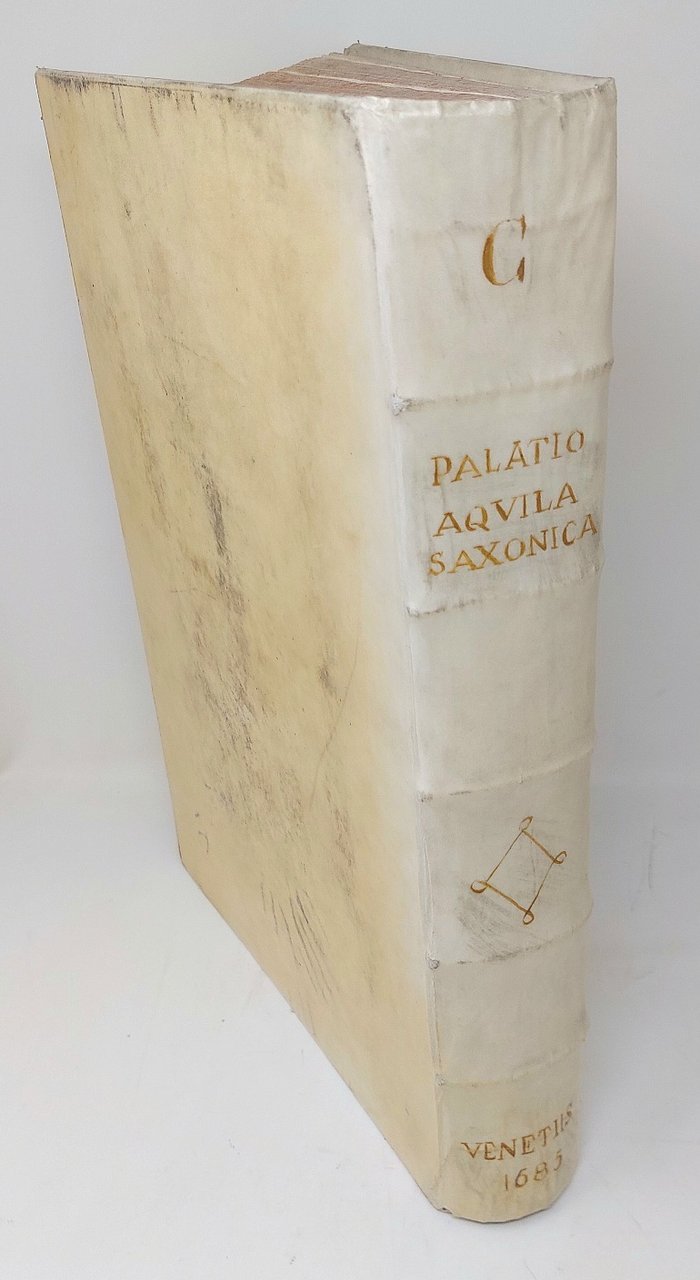 C
PALATIO
AQVILA
SAXONICA
VENETIIS
1685